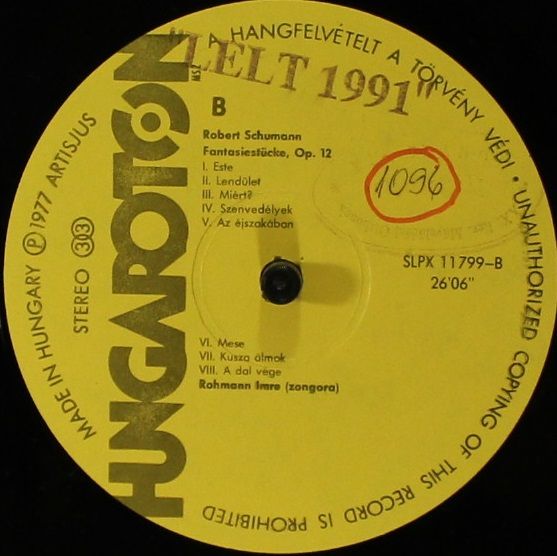 A HANGFELVÉTELT A TÖRVÉNY VÉDI • UNAUTHORIZED COPYING OF THIS RECORD IS PROHIBITED
"LELT 1991"
HUNGAROTON
MADE IN HUNGARY Ⓟ 1977 ARTISJUS
STEREO 33
B
Robert Schumann
Fantasiestücke, Op. 12
I. Este
II. Lendület
III. Miért?
IV. Szenvedélyek
V. Az éjszakában
1096
SLPX 11799–B
26'06"
VI. Mese
VII. Kusza álmok
VIII. A dal vége
Rohmann Imre (zongora)